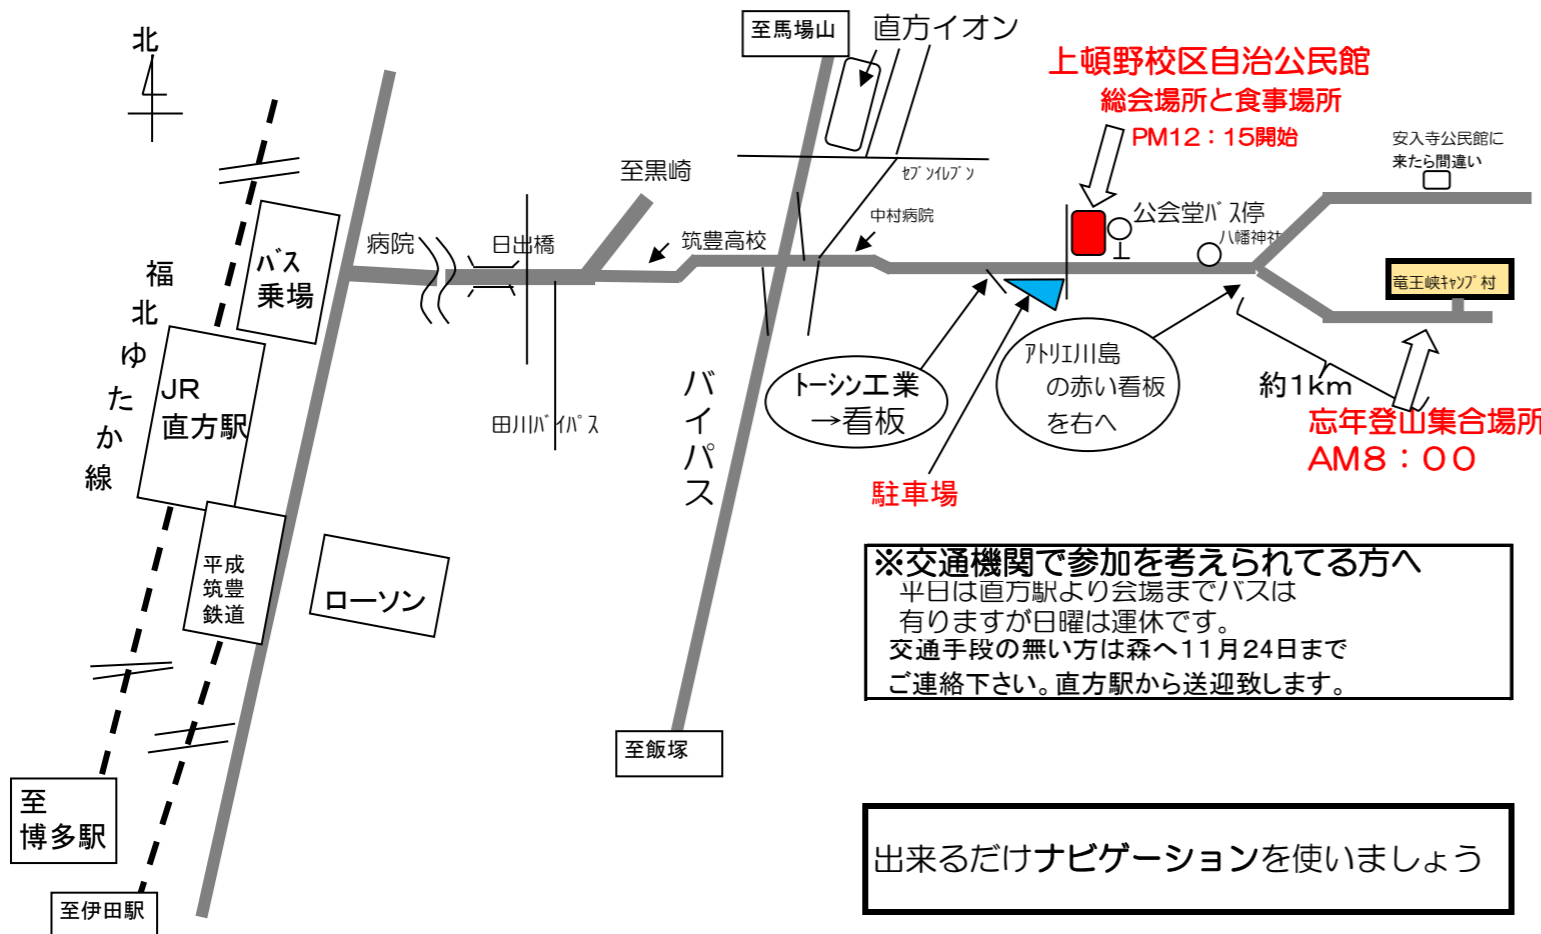 北
至馬場山
直方イオン
上頓野校区自治公民館
総会場所と食事場所
PM12：15開始
安入寺公民館に
来たら間違い
至黒崎
ｾﾌﾞﾝｲﾚﾌﾞﾝ
中村病院
公会堂ﾊﾞｽ停
八幡神社
病院
日出橋
筑豊高校
ﾊﾞｽ
乗場
竜王峡ｷｬﾝﾌﾟ村
福北ゆたか線
JR
直方駅
田川ﾊﾞｲﾊﾟｽ
バイパス
ﾄｰｼﾝ工業
→看板
ｱﾄﾘｴ川島
の赤い看板
を右へ
約1km
忘年登山集合場所
AM8：00
駐車場
平成
筑豊
鉄道
ローソン
※交通機関で参加を考えられてる方へ
平日は直方駅より会場までバスは
有りますが日曜は運休です。
交通手段の無い方は森へ11月24日まで
ご連絡下さい。直方駅から送迎致します。
至飯塚
至
博多駅
至伊田駅
出来るだけナビゲーションを使いましょう